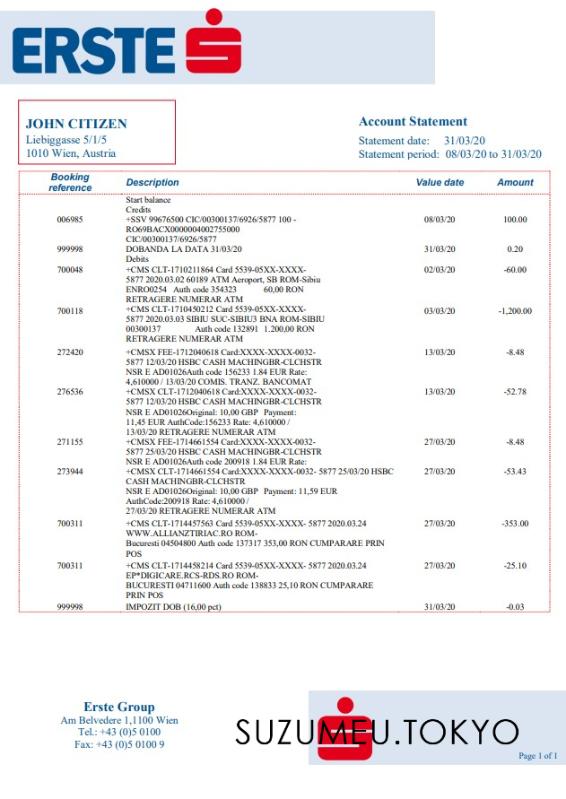 ERSTE
JOHN CITIZEN
Liebiggasse 5/1/5
1010 Wien, Austria
Account Statement
Statement date: 31/03/20
Statement period: 08/03/20 to 31/03/20
Booking reference Description Value date Amount
Start balance
Credits
006985 +SSV 99676500 CIC/00300137/6926/5877 100 - 08/03/20 100.00
RO69BACX0000004002755000
CIC/00300137/6926/5877
999998 DOBANDA LA DATA 31/03/20 31/03/20 0.20
Debits
700048 +CMS CLT-1710211864 Card 5539-05XX-XXXX- 02/03/20 -60.00
5877 2020.03.02 60189 ATM Aeroport, SB ROM-Sibiu
ENRO0254 Auth code 354323 60,00 RON
RETRAGERE NUMERAR ATM
700118 +CMS CLT-1710450212 Card 5539-05XX-XXXX- 03/03/20 -1,200.00
5877 2020.03.03 SIBIU SUC-SIBIU3 BNA ROM-SIBIU
00300137 Auth code 132891 1.200,00 RON
RETRAGERE NUMERAR ATM
272420 +CMSX FEE-1712040618 Card:XXXX-XXXX-0032- 13/03/20 -8.48
5877 12/03/20 HSBC CASH MACHINGBR-CLCHSTR
NSR E AD01026Auth code 156233 1.84 EUR Rate:
4,610000 / 13/03/20 COMIS. TRANZ. BANCOMAT
276536 +CMSX CLT-1712040618 Card:XXXX-XXXX-0032- 13/03/20 -52.78
5877 12/03/20 HSBC CASH MACHINGBR-CLCHSTR
NSR E AD01026Original: 10,00 GBP Payment:
11,45 EUR AuthCode:156233 Rate: 4,610000 /
13/03/20 RETRAGERE NUMERAR ATM
271155 +CMSX FEE-1714661554 Card:XXXX-XXXX-0032- 27/03/20 -8.48
5877 25/03/20 HSBC CASH MACHINGBR-CLCHSTR
NSR E AD01026Auth code 200918 1.84 EUR Rate:
273944 +CMSX CLT-1714661554 Card:XXXX-XXXX-0032- 5877 25/03/20 HSBC 27/03/20 -53.43
CASH MACHINGBR-CLCHSTR
NSR E AD01026Original: 10,00 GBP Payment: 11,59 EUR
AuthCode:200918 Rate: 4,610000 /
27/03/20 RETRAGERE NUMERAR ATM
700311 +CMS CLT-1714457563 Card 5539-05XX-XXXX- 5877 2020.03.24 27/03/20 -353.00
WWW.ALLIANZTIRIAC.RO ROM-
Bucuresti 04504800 Auth code 137317 353,00 RON CUMPARARE PRIN
POS
700311 +CMS CLT-1714458214 Card 5539-05XX-XXXX- 5877 2020.03.24 27/03/20 -25.10
EP*DIGICARE.RCS-RDS.RO ROM-
BUCURESTI 04711600 Auth code 138833 25,10 RON CUMPARARE
PRIN POS
999998 IMPOZIT DOB (16,00 pct) 31/03/20 -0.03
Erste Group
Am Belvedere 1,1100 Wien
Tel.: +43 (0)5 0100
Fax: +43 (0)5 0100 9
SUZUMEU.TOKYO
Page 1 of 1